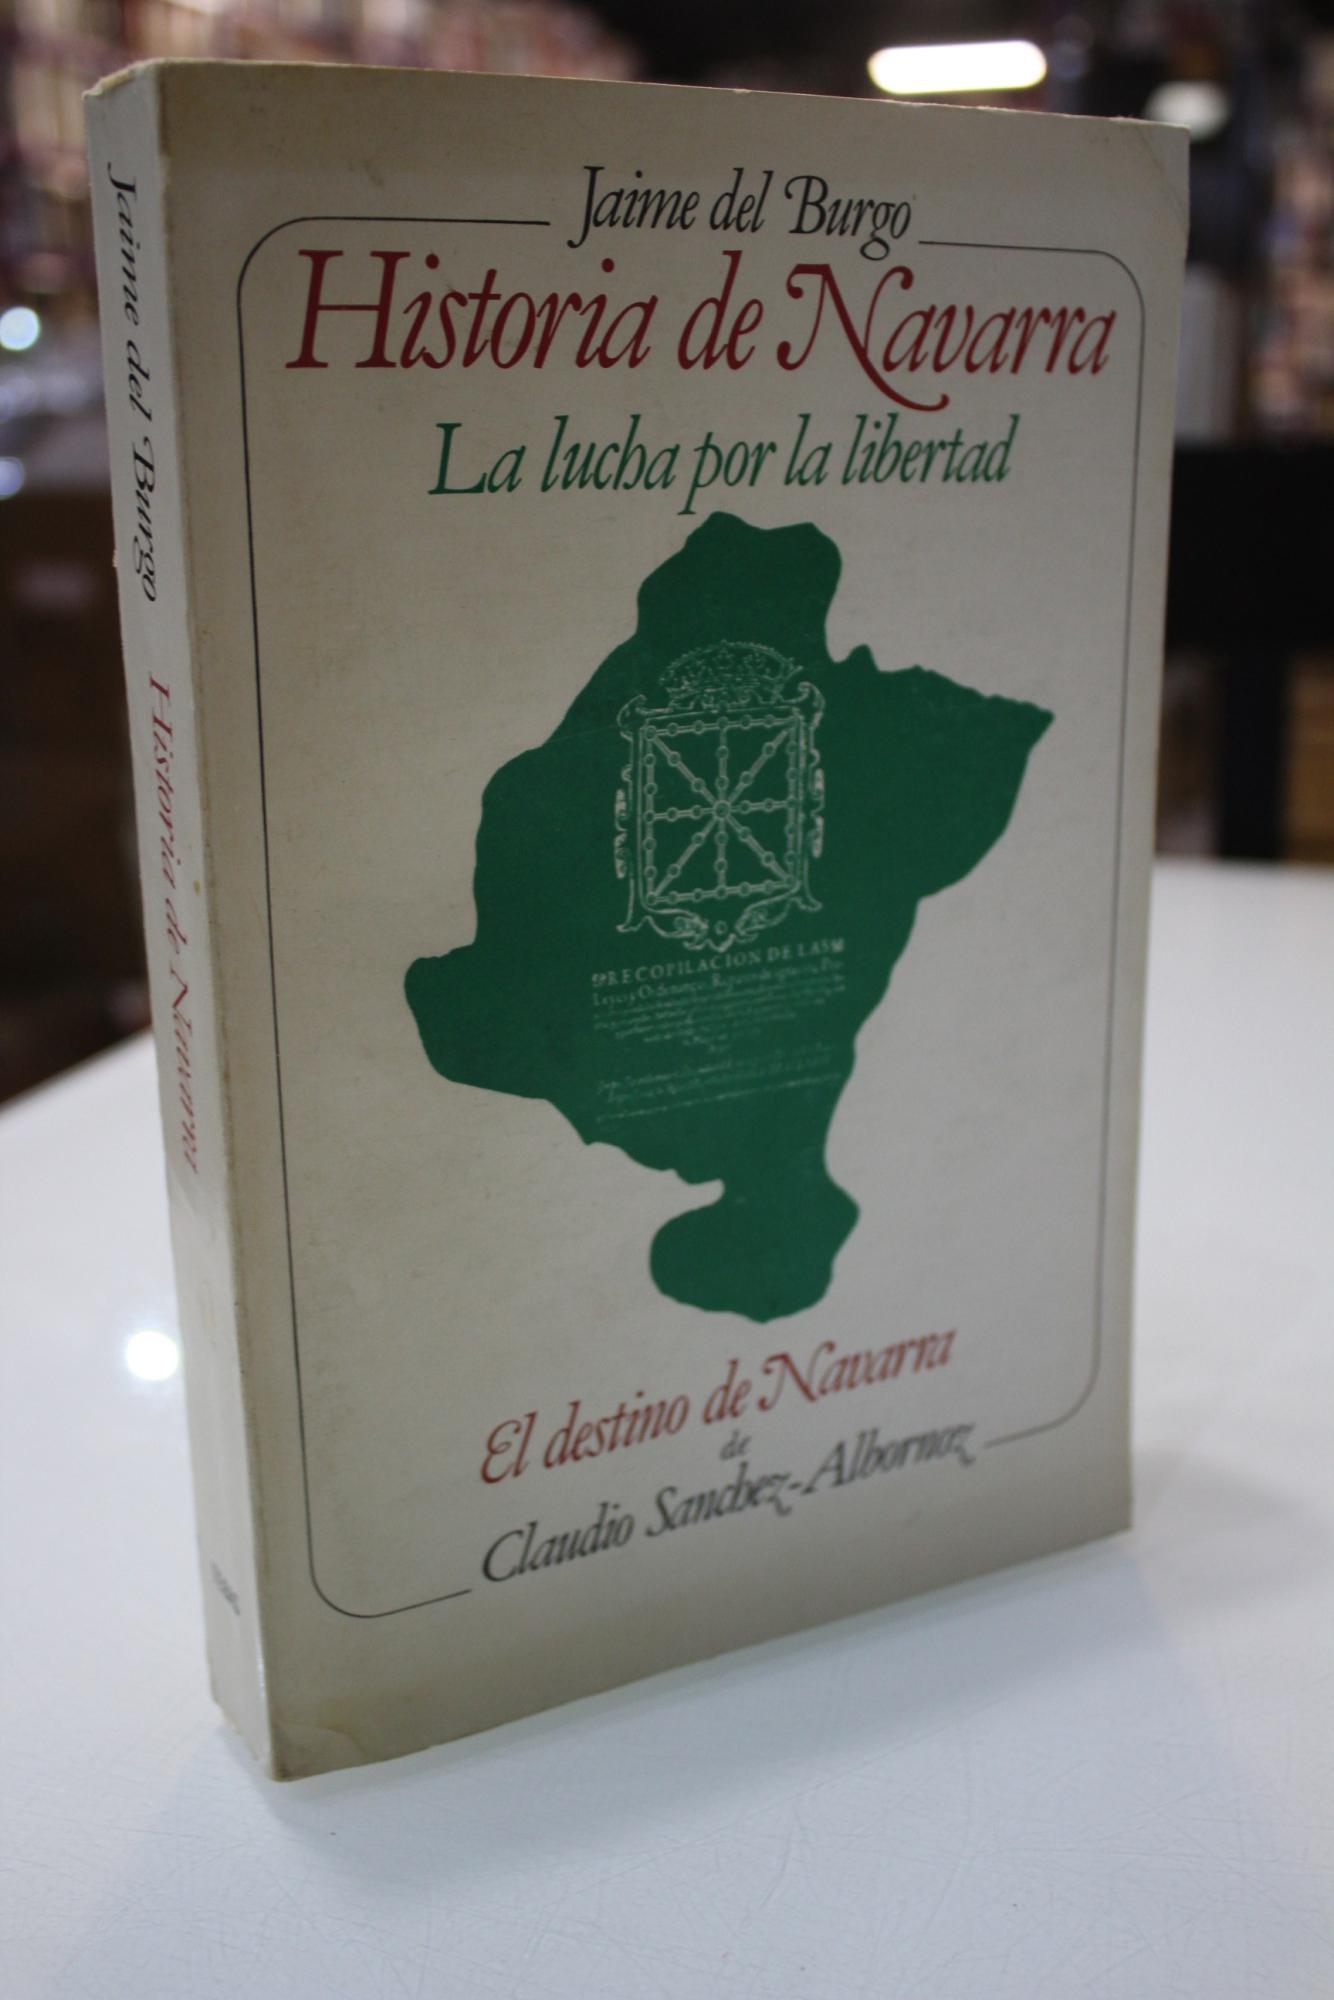 Jaime del Burgo
Historia de Navarra
La lucha por la libertad
RECOPILACION DE LAS
El destino de Navarra
de
Claudio Sanchez-Albornoz
Jaime del Burgo Historia de Navarra